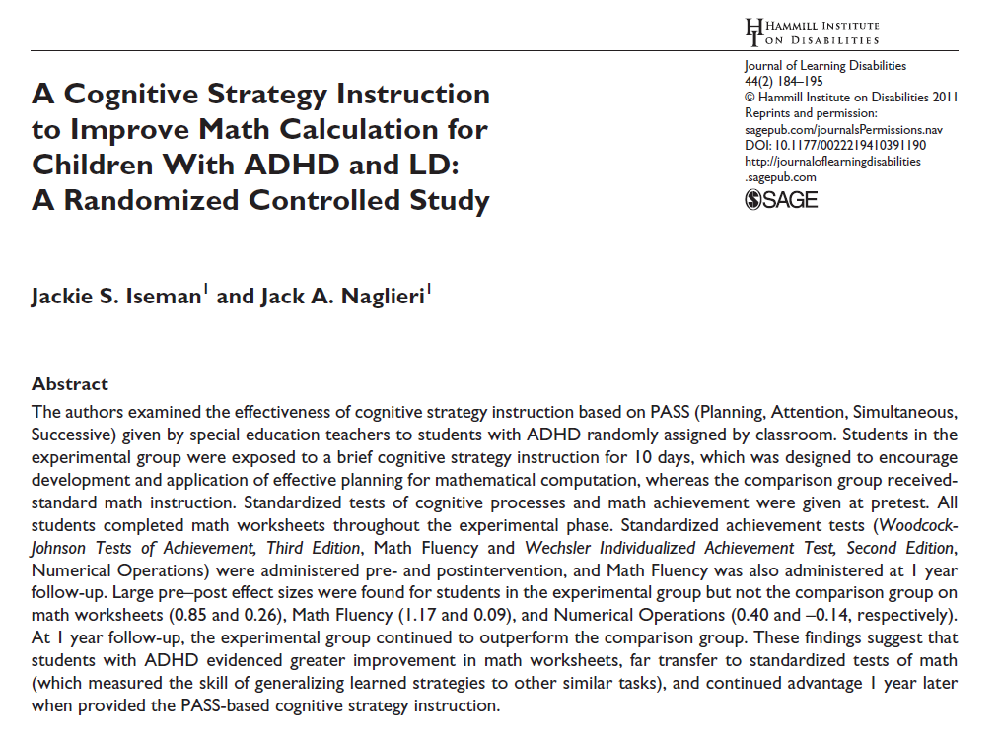 HAMMILL INSTITUTE
ON DISABILITIES
A Cognitive Strategy Instruction
to Improve Math Calculation for
Children With ADHD and LD:
A Randomized Controlled Study
Journal of Learning Disabilities
44(2) 184–195
© Hammill Institute on Disabilities 2011
Reprints and permission:
sagepub.com/journalsPermissions.nav
DOI: 10.1177/0022219410391190
http://journaloflearningdisabilities
.sagepub.com
SAGE
Jackie S. Iseman1 and Jack A. Naglieri1
Abstract
The authors examined the effectiveness of cognitive strategy instruction based on PASS (Planning, Attention, Simultaneous,
Successive) given by special education teachers to students with ADHD randomly assigned by classroom. Students in the
experimental group were exposed to a brief cognitive strategy instruction for 10 days, which was designed to encourage
development and application of effective planning for mathematical computation, whereas the comparison group received-
standard math instruction. Standardized tests of cognitive processes and math achievement were given at pretest. All
students completed math worksheets throughout the experimental phase. Standardized achievement tests (Woodcock-
Johnson Tests of Achievement, Third Edition, Math Fluency and Wechsler Individualized Achievement Test, Second Edition,
Numerical Operations) were administered pre- and postintervention, and Math Fluency was also administered at 1 year
follow-up. Large pre–post effect sizes were found for students in the experimental group but not the comparison group on
math worksheets (0.85 and 0.26), Math Fluency (1.17 and 0.09), and Numerical Operations (0.40 and –0.14, respectively).
At 1 year follow-up, the experimental group continued to outperform the comparison group. These findings suggest that
students with ADHD evidenced greater improvement in math worksheets, far transfer to standardized tests of math
(which measured the skill of generalizing learned strategies to other similar tasks), and continued advantage 1 year later
when provided the PASS-based cognitive strategy instruction.